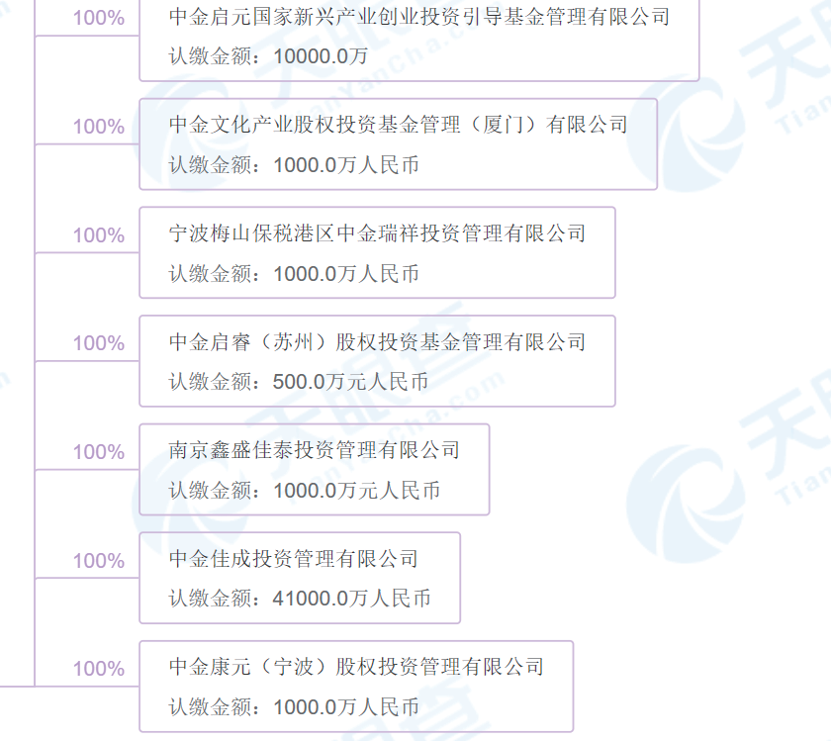 100%
中金启元国家新兴产业创业投资引导基金管理有限公司
认缴金额：10000.0万
100%
中金文化产业股权投资基金管理（厦门）有限公司
认缴金额：1000.0万人民币
100%
宁波梅山保税港区中金瑞祥投资管理有限公司
认缴金额：1000.0万人民币
100%
中金启睿（苏州）股权投资基金管理有限公司
认缴金额：500.0万元人民币
100%
南京鑫盛佳泰投资管理有限公司
认缴金额：1000.0万元人民币
100%
中金佳成投资管理有限公司
认缴金额：41000.0万人民币
100%
中金康元（宁波）股权投资管理有限公司
认缴金额：1000.0万人民币
天眼查
TianYanCha.com
天眼查
TianYanCha.com